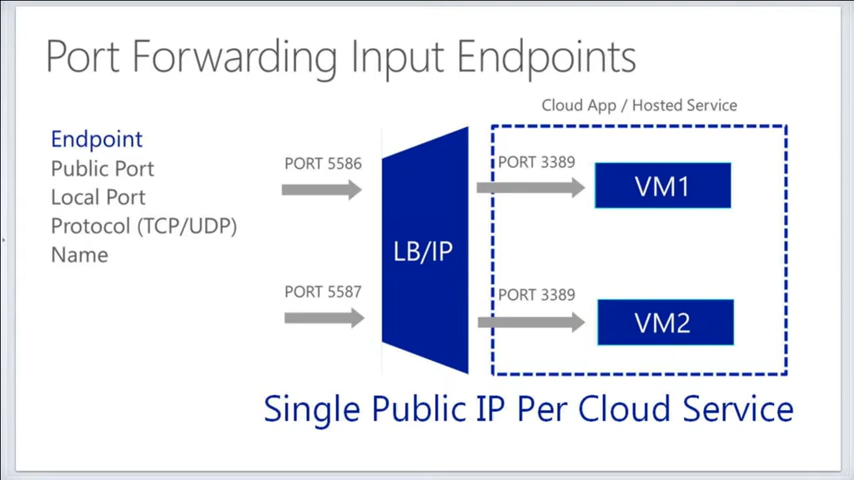 Port Forwarding Input Endpoints
Cloud App / Hosted Service
Endpoint
Public Port
Local Port
Protocol (TCP/UDP)
Name
PORT 5586
PORT 5587
LB/IP
PORT 3389
VM1
PORT 3389
VM2
Single Public IP Per Cloud Service